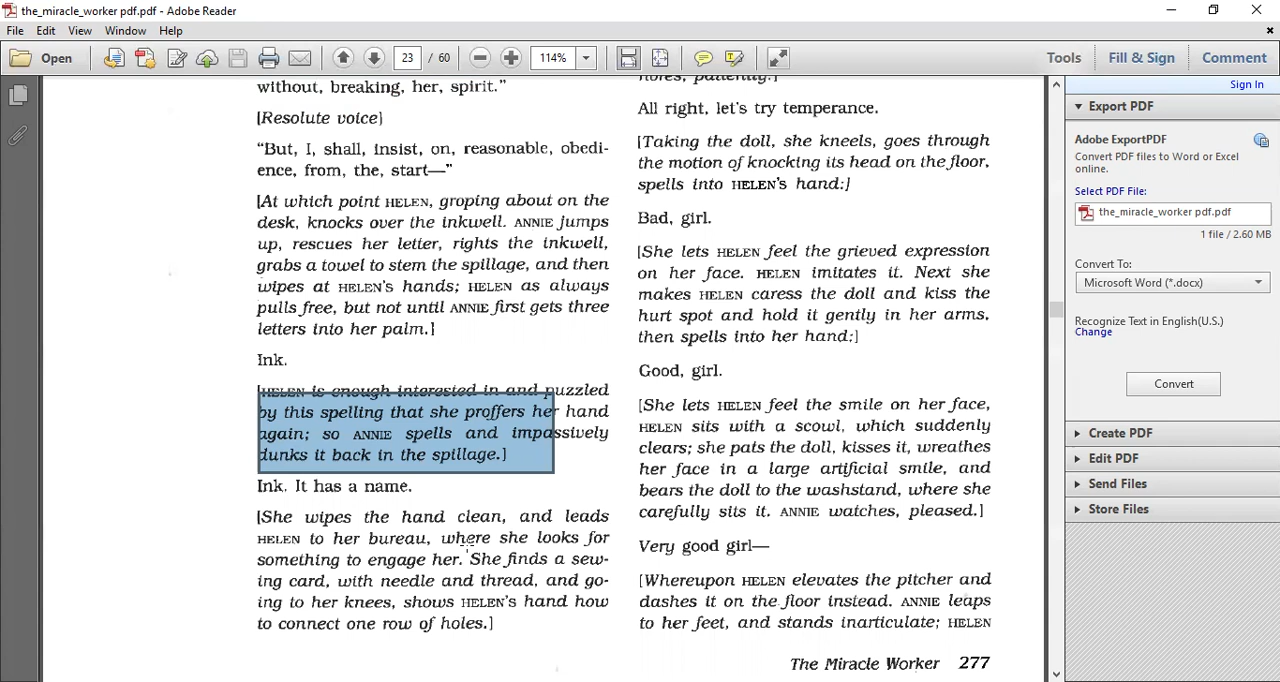 the_miracle_worker pdf.pdf - Adobe Reader
File Edit View Window Help
Open 23 / 60 114% Tools Fill & Sign Comment
without, breaking, her, spirit."
[Resolute voice]
"But, I, shall, insist, on, reasonable, obedi-
ence, from, the, start—"
[At which point HELEN, groping about on the
desk, knocks over the inkwell. ANNIE jumps
up, rescues her letter, rights the inkwell,
grabs a towel to stem the spillage, and then
wipes at HELEN's hands; HELEN as always
pulls free, but not until ANNIE first gets three
letters into her palm.]
Ink.
[HELEN is enough interested in and puzzled
by this spelling that she proffers her hand
again; so ANNIE spells and impassively
dunks it back in the spillage.]
Ink. It has a name.
[She wipes the hand clean, and leads
HELEN to her bureau, where she looks for
something to engage her. She finds a sew-
ing card, with needle and thread, and go-
ing to her knees, shows HELEN's hand how
to connect one row of holes.]
patiently.]
All right, let's try temperance.
[Taking the doll, she kneels, goes through
the motion of knocking its head on the floor,
spells into HELEN's hand:]
Bad, girl.
[She lets HELEN feel the grieved expression
on her face. HELEN imitates it. Next she
makes HELEN caress the doll and kiss the
hurt spot and hold it gently in her arms,
then spells into her hand:]
Good, girl.
[She lets HELEN feel the smile on her face,
HELEN sits with a scowl, which suddenly
clears; she pats the doll, kisses it, wreathes
her face in a large artificial smile, and
bears the doll to the washstand, where she
carefully sits it. ANNIE watches, pleased.]
Very good girl—
[Whereupon HELEN elevates the pitcher and
dashes it on the floor instead. ANNIE leaps
to her feet, and stands inarticulate; HELEN
The Miracle Worker 277
Sign In
Export PDF
Adobe ExportPDF
Convert PDF files to Word or Excel
online.
Select PDF File:
the_miracle_worker pdf.pdf
1 file / 2.60 MB
Convert To:
Microsoft Word (*.docx)
Recognize Text in English(U.S.)
Change
Convert
Create PDF
Edit PDF
Send Files
Store Files